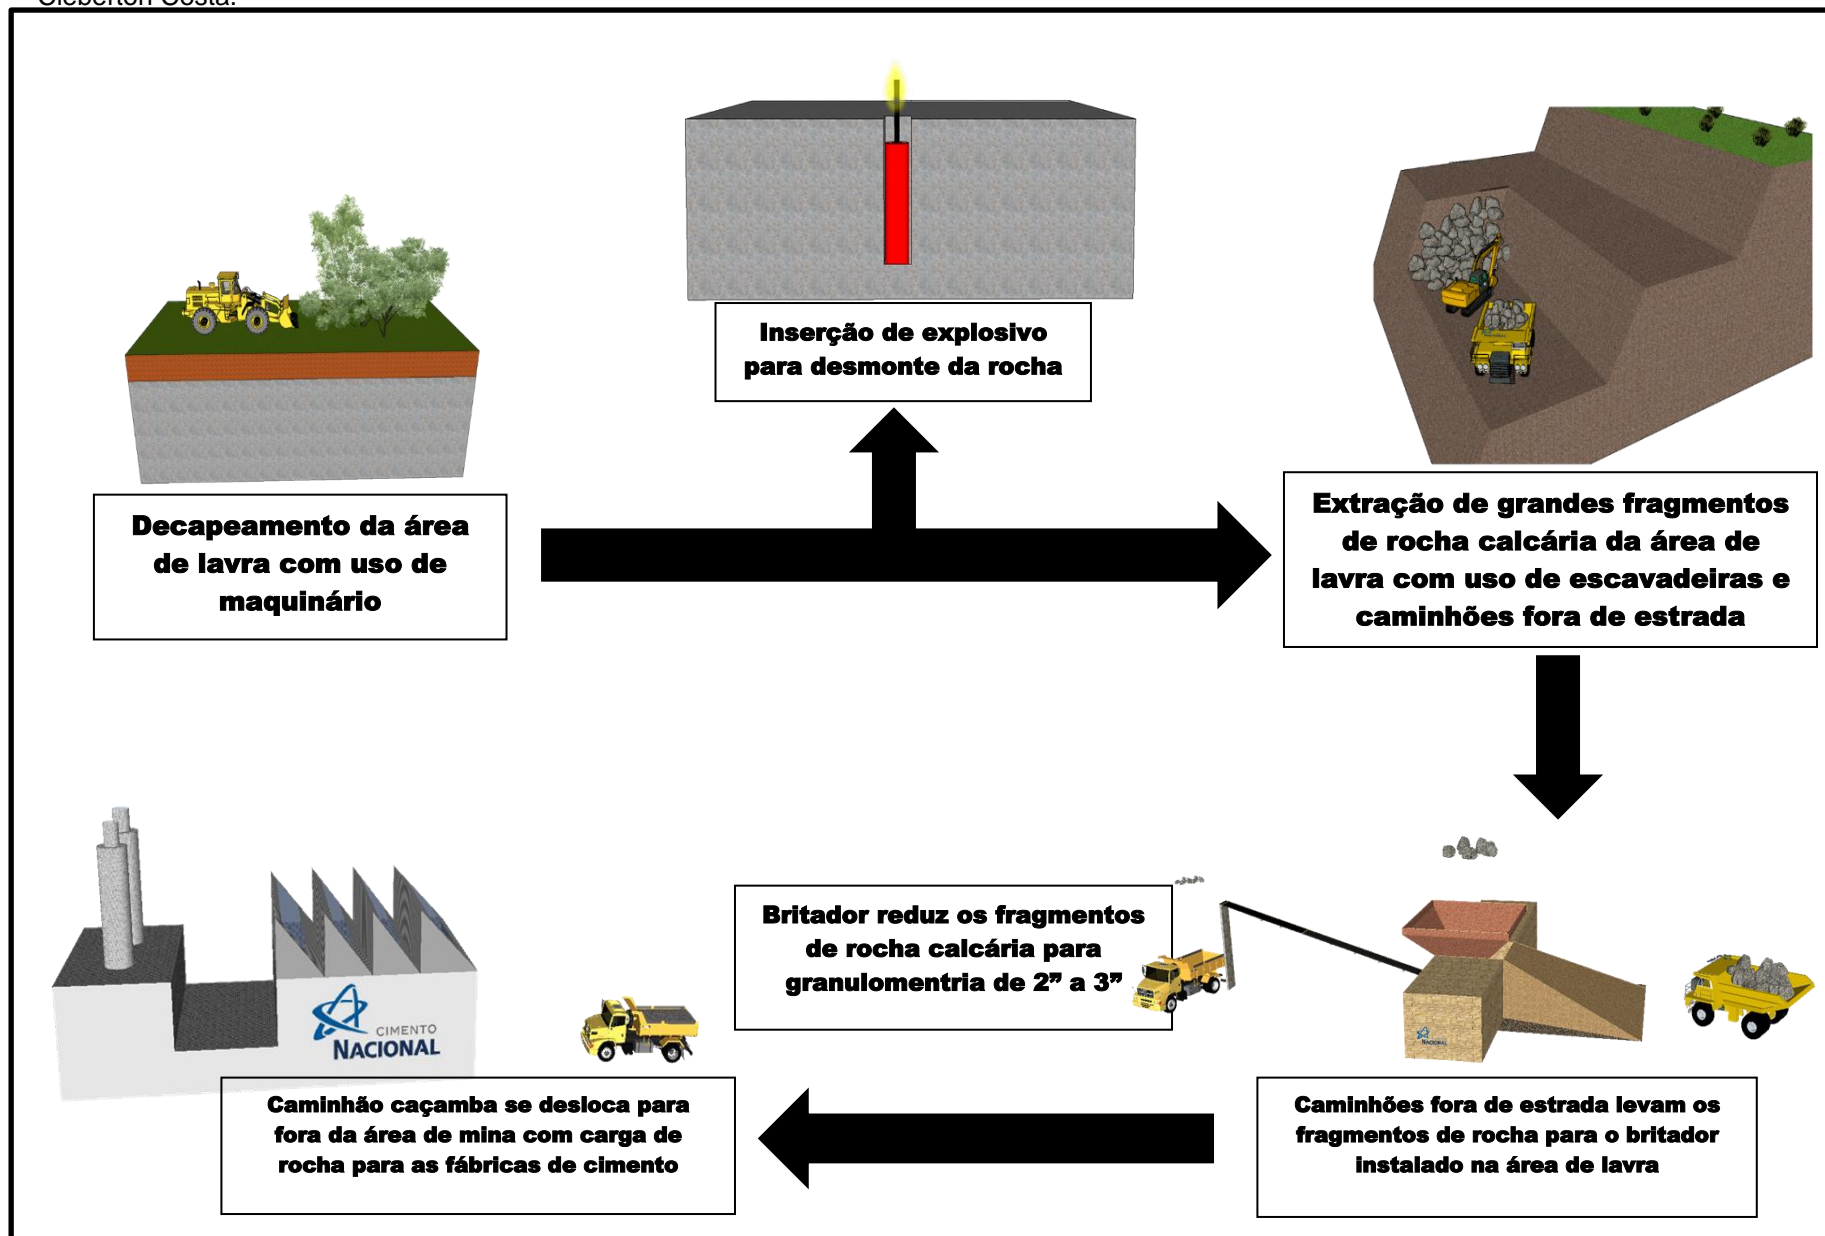 Cleberton Costa.
Inserção de explosivo
para desmonte da rocha
Decapeamento da área
de lavra com uso de
maquinário
Extração de grandes fragmentos
de rocha calcária da área de
lavra com uso de escavadeiras e
caminhões fora de estrada
Britador reduz os fragmentos
de rocha calcária para
granulomentria de 2” a 3”
CIMENTO
NACIONAL
NACIONAL
Caminhão caçamba se desloca para
fora da área de mina com carga de
rocha para as fábricas de cimento
Caminhões fora de estrada levam os
fragmentos de rocha para o britador
instalado na área de lavra